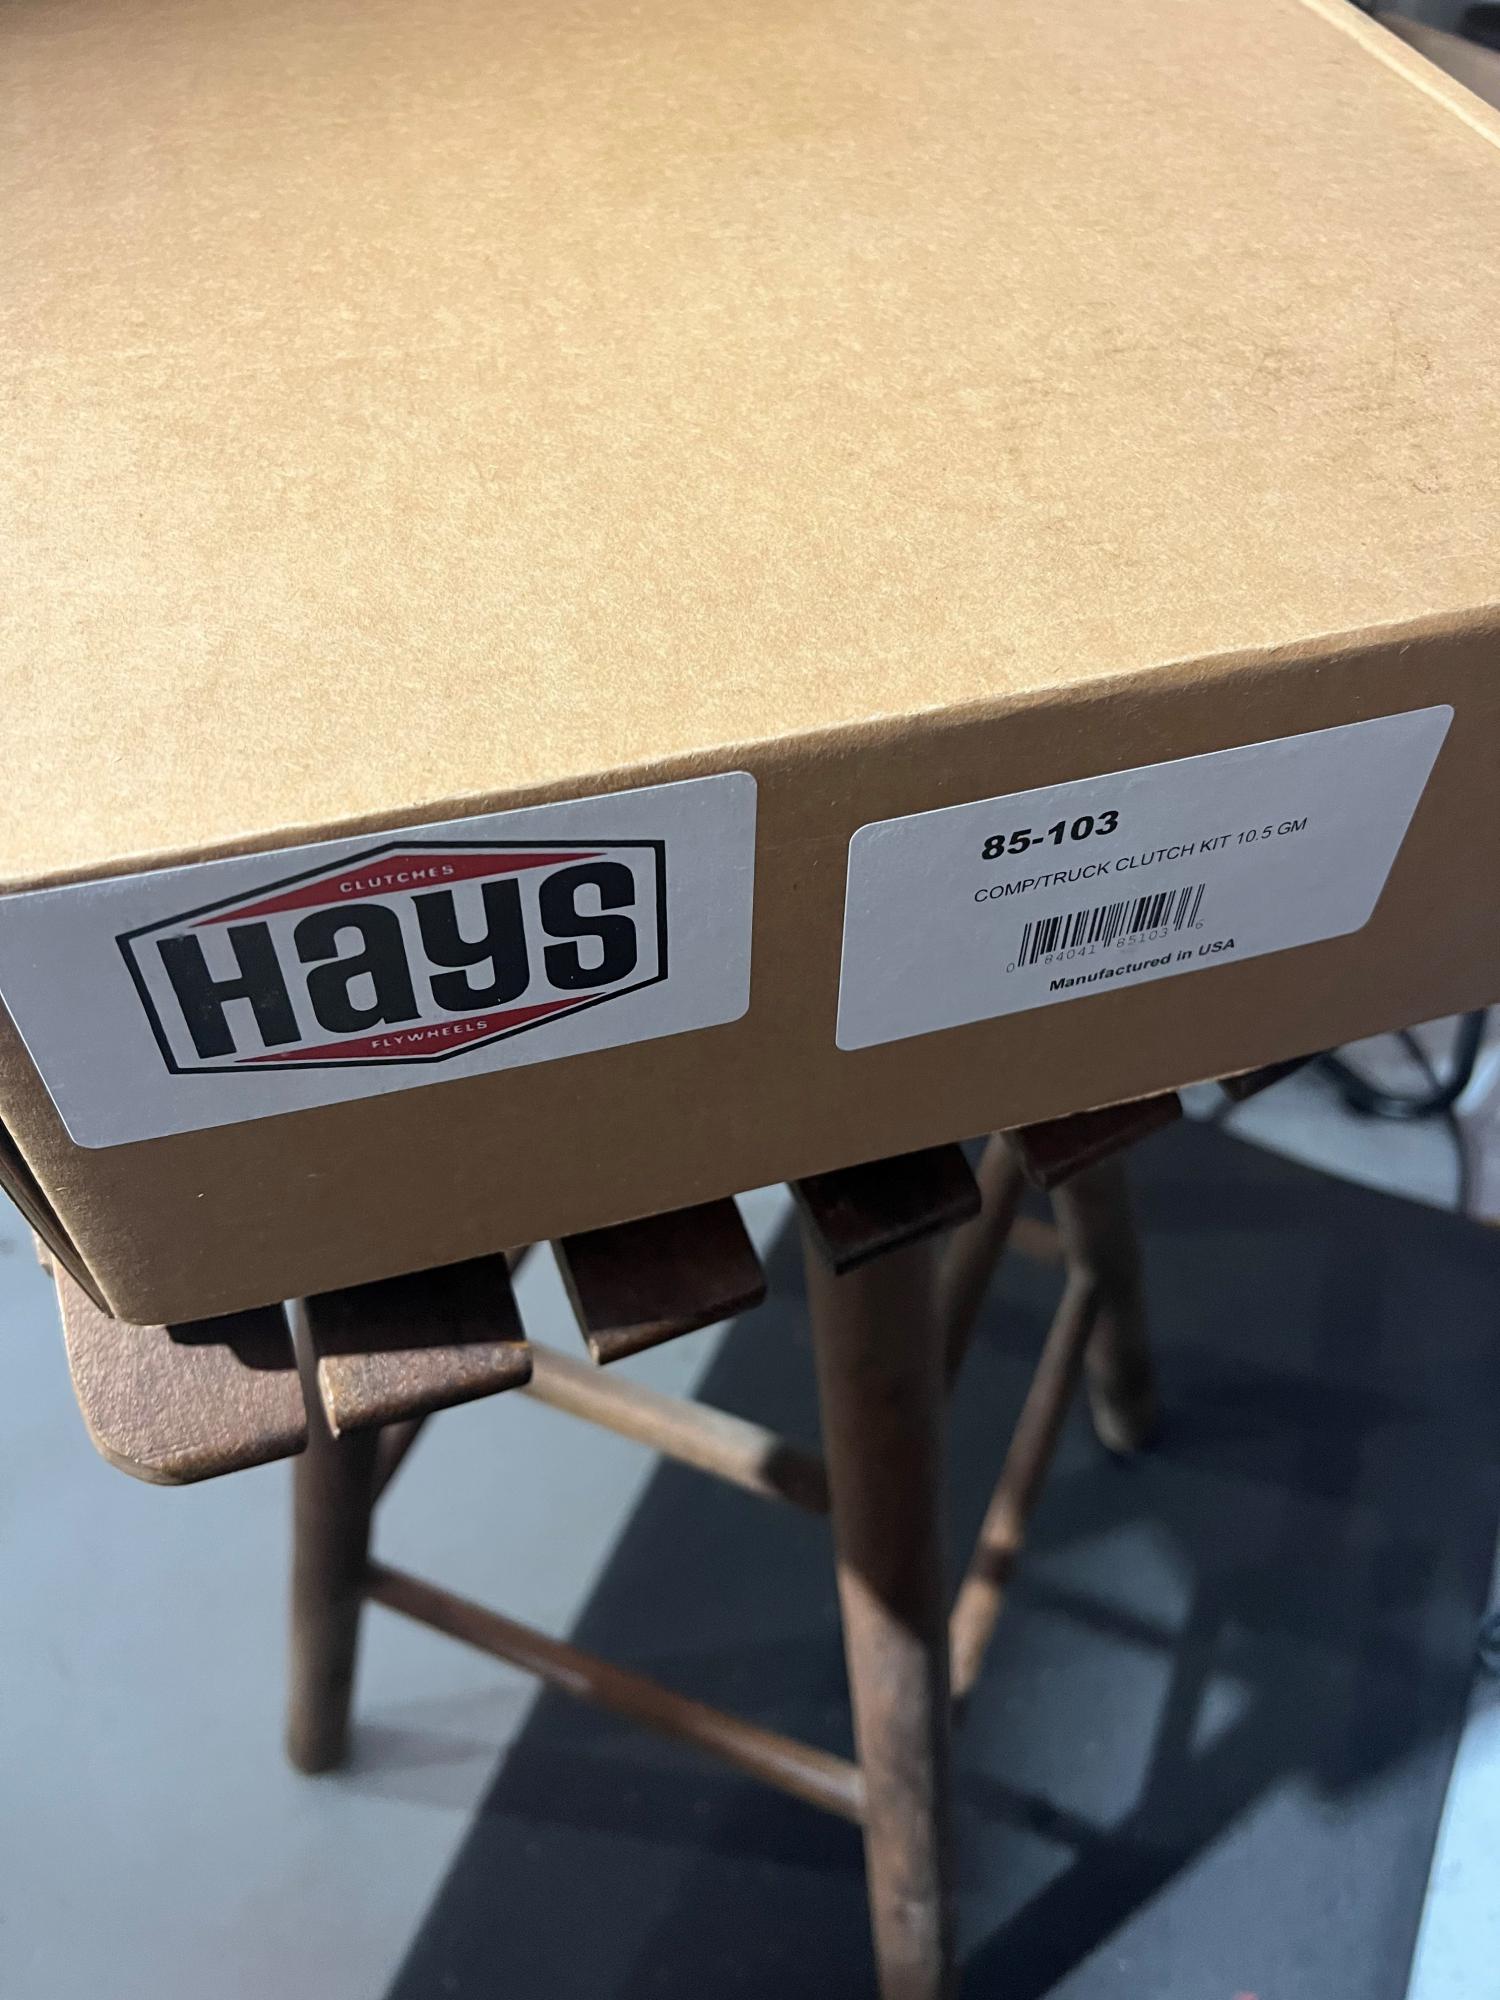 CLUTCHES
Hays
FLYWHEELS
85-103
COMP/TRUCK CLUTCH KIT 10.5 GM
0 84041 85103 6
Manufactured in USA